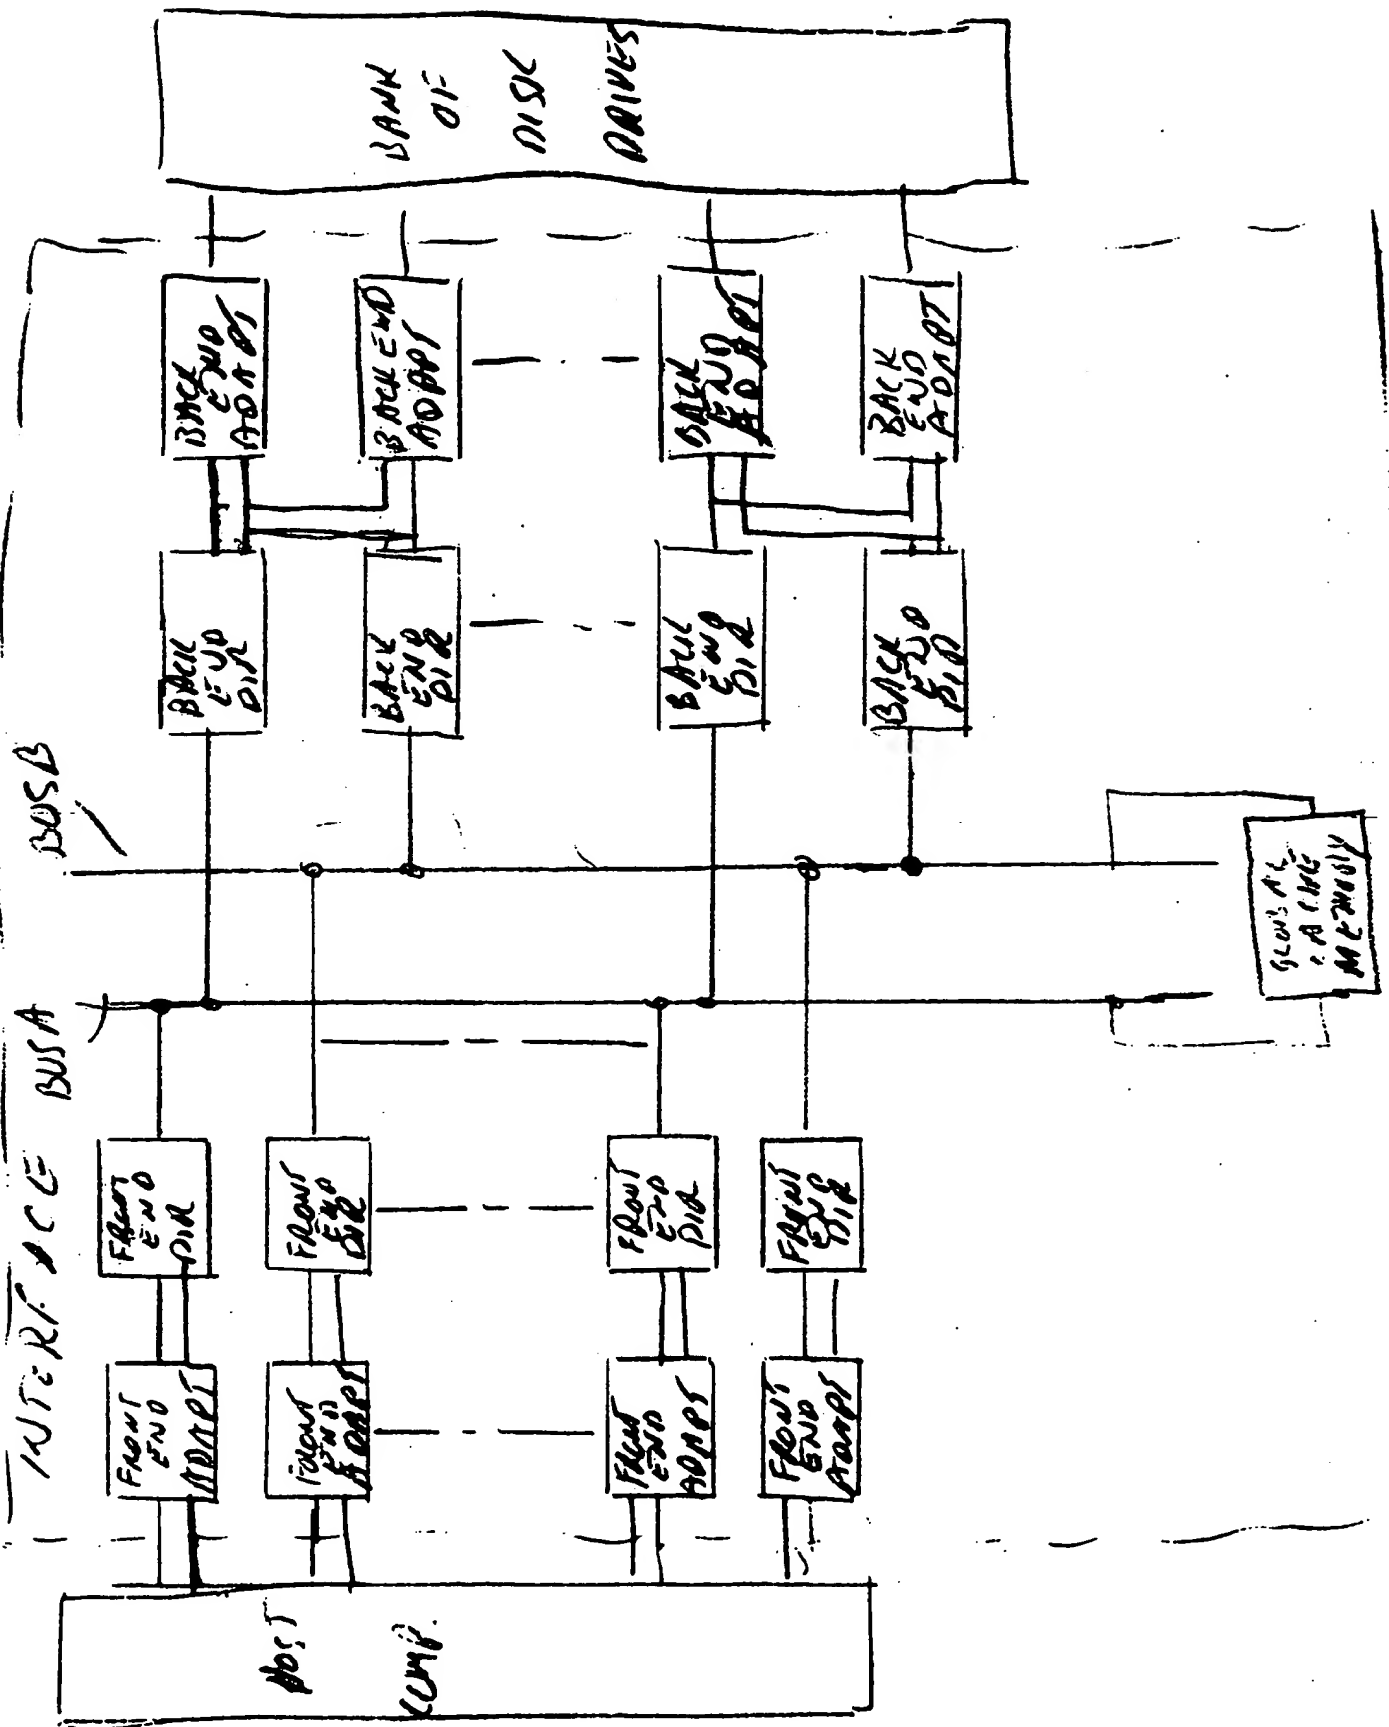 BANK
OF
DISK
DRIVES
BACK
END
ADAPT
BACK END
ADAPT
BACK
END
ADAPT
BACK
END
ADAPT
BACK
END
DIR
BACK
END
DIR
BACK
END
DIR
BACK
END
DIR
BUS B
GLOBAL
CACHE
MEMORY
BUS A
INTERFACE
FRONT
END
DIR
FRONT
END
DIR
FRONT
END
DIR
FRONT
END
DIR
FRONT
END
ADAPT
FRONT
END
ADAPT
FRONT
END
ADAPT
FRONT
END
ADAPT
HOST
COMP.